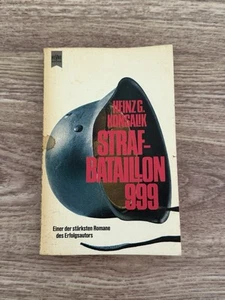 HEINZ G.
KONSALIK
STRAF-
BATAILLON
999
Einer der stärksten Romane
des Erfolgsautors